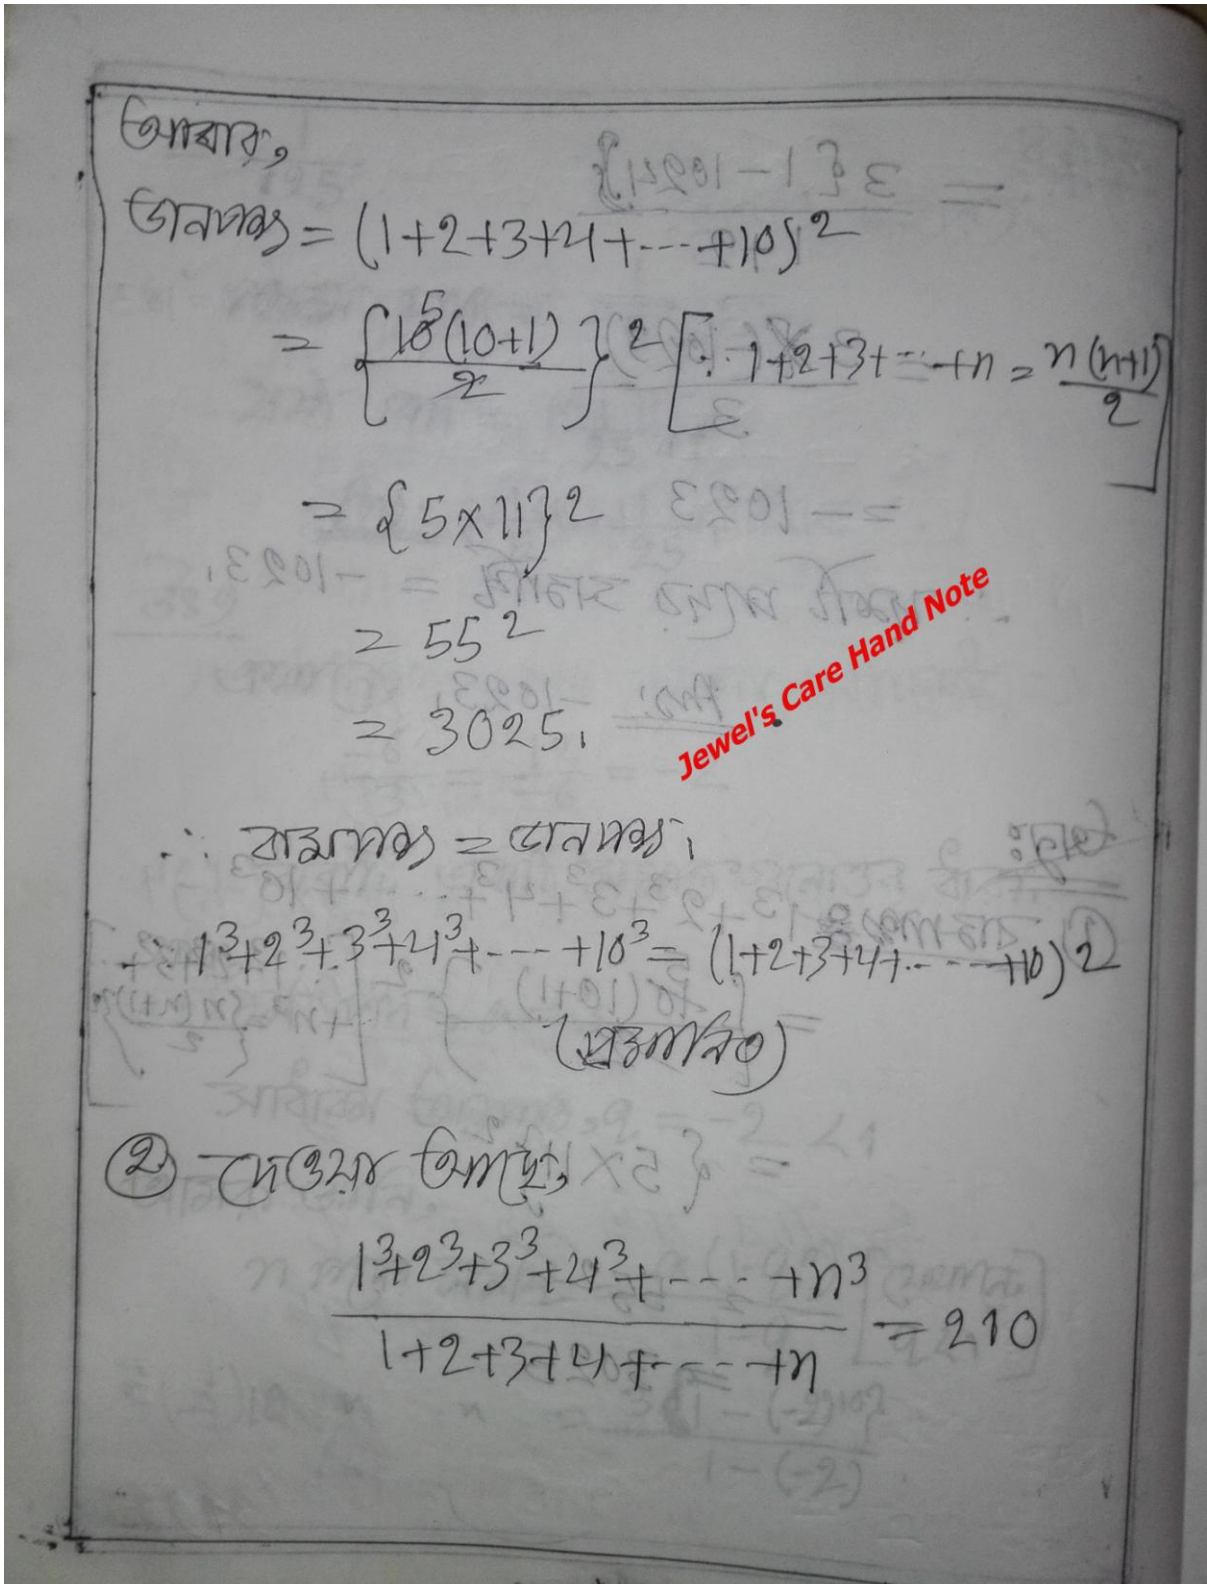 আবার,
ডানপক্ষ = (1+2+3+4+----+10)²
= {10(10+1)/2}² [∵ 1+2+3+---+n = n(n+1)/2]
= {5×11}²
= 55²
= 3025।
Jewel's Care Hand Note
∴ বামপক্ষ = ডানপক্ষ।
∴ 1³+2³+3³+4³+----+10³ = (1+2+3+4+-----+10)²
(প্রমাণিত)
② দেওয়া আছে,
1³+2³+3³+4³+----+n³
/ 1+2+3+4+----+n = 210